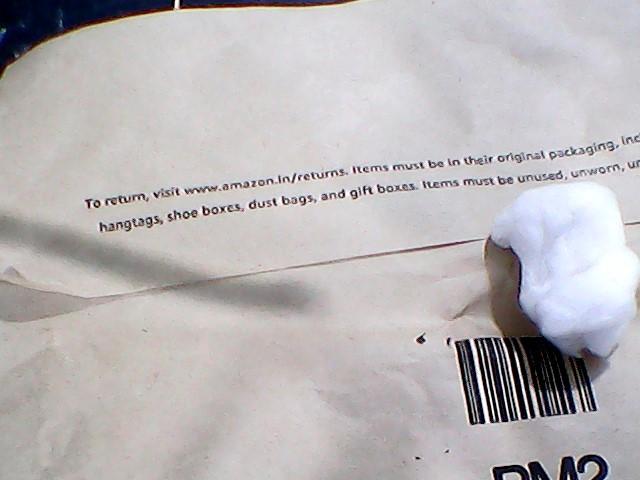 To return, visit www.amazon.in/returns. Items must be in their original packaging,
hangtags, shoe boxes, dust bags, and gift boxes. Items must be unused, unworn,
PM2